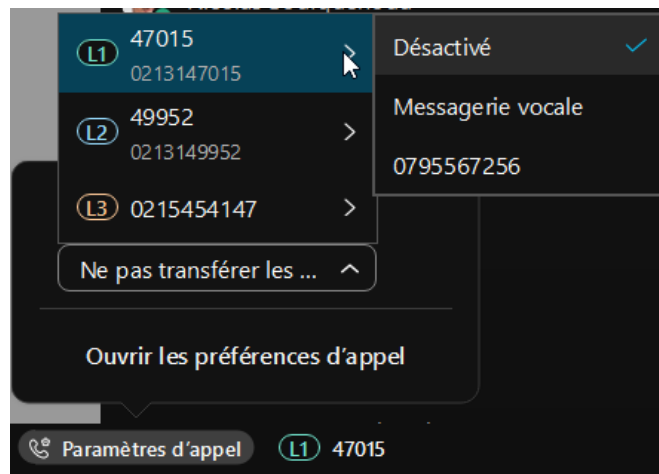 L1 47015
0213147015
L2 49952
0213149952
L3 0215454147
Désactivé
Messagerie vocale
0795567256
Ne pas transférer les ...
Ouvrir les préférences d'appel
Paramètres d'appel L1 47015